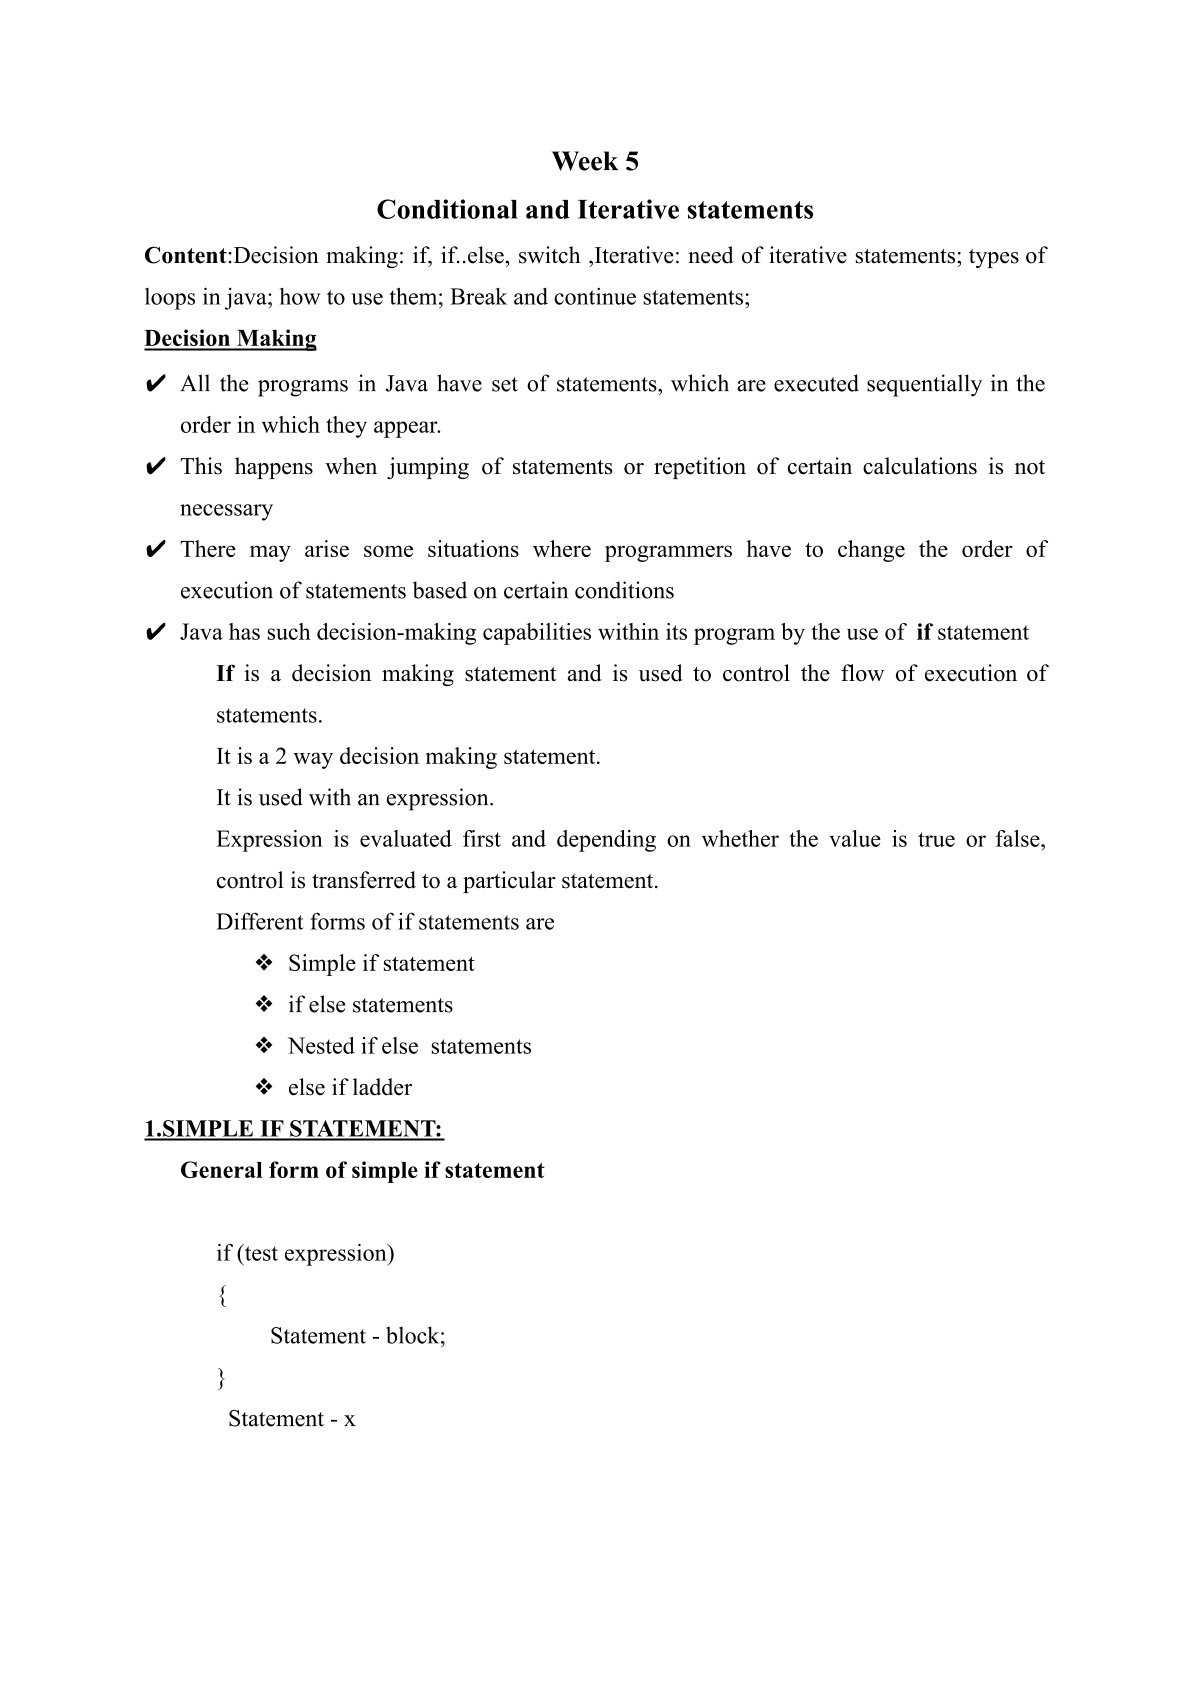 Week 5
Conditional and Iterative statements
Content:Decision making: if, if..else, switch ,Iterative: need of iterative statements; types of
loops in java; how to use them; Break and continue statements;
Decision Making
✔ All the programs in Java have set of statements, which are executed sequentially in the
order in which they appear.
✔ This happens when jumping of statements or repetition of certain calculations is not
necessary
✔ There may arise some situations where programmers have to change the order of
execution of statements based on certain conditions
✔ Java has such decision-making capabilities within its program by the use of if statement
If is a decision making statement and is used to control the flow of execution of
statements.
It is a 2 way decision making statement.
It is used with an expression.
Expression is evaluated first and depending on whether the value is true or false,
control is transferred to a particular statement.
Different forms of if statements are
❖ Simple if statement
❖ if else statements
❖ Nested if else statements
❖ else if ladder
1.SIMPLE IF STATEMENT:
General form of simple if statement
if (test expression)
{
Statement - block;
}
Statement - x